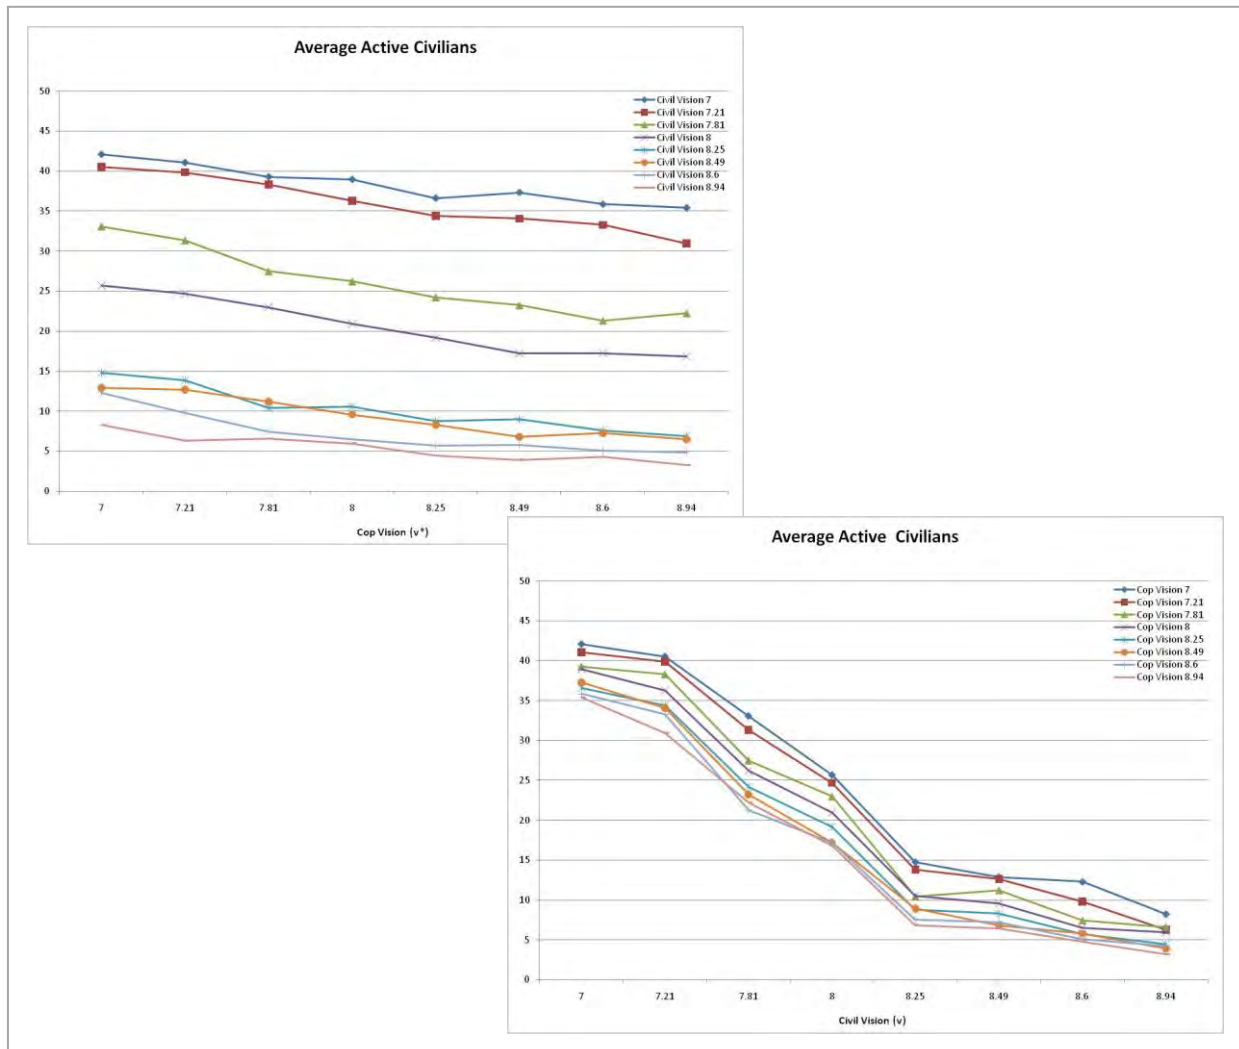 Average Active Civilians
50
45
40
35
30
25
20
15
10
5
0
Civil Vision 7
Civil Vision 7.21
Civil Vision 7.81
Civil Vision 8
Civil Vision 8.25
Civil Vision 8.49
Civil Vision 8.6
Civil Vision 8.94
7 7.21 7.81 8 8.25 8.49 8.6 8.94
Cop Vision (v*)
Average Active Civilians
50
45
40
35
30
25
20
15
10
5
0
Cop Vision 7
Cop Vision 7.21
Cop Vision 7.81
Cop Vision 8
Cop Vision 8.25
Cop Vision 8.49
Cop Vision 8.6
Cop Vision 8.94
7 7.21 7.81 8 8.25 8.49 8.6 8.94
Civil Vision (v)